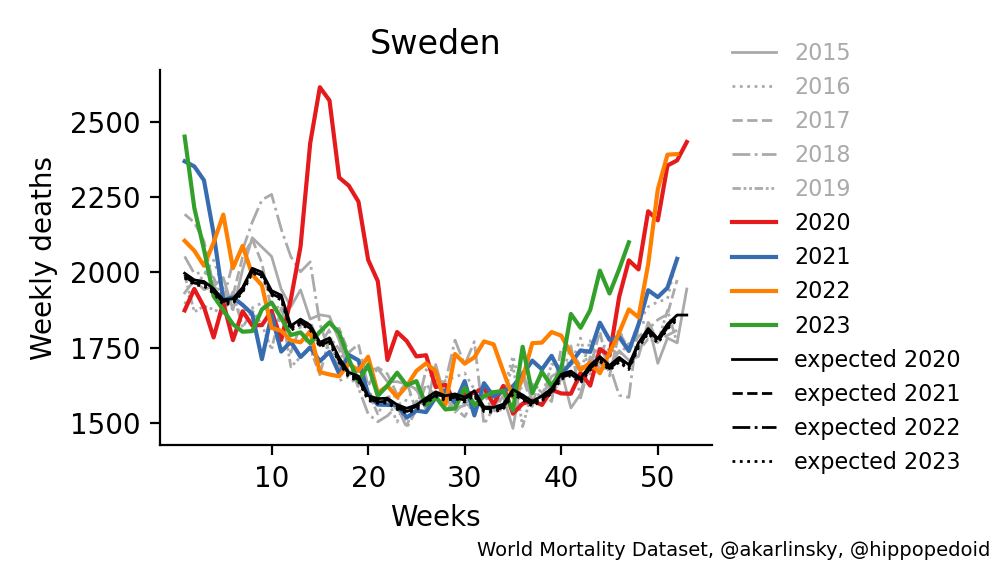 Sweden
Weekly deaths
2500
2250
2000
1750
1500
10 20 30 40 50
Weeks
2015
2016
2017
2018
2019
2020
2021
2022
2023
expected 2020
expected 2021
expected 2022
expected 2023
World Mortality Dataset, @akarlinsky, @hippopedoid